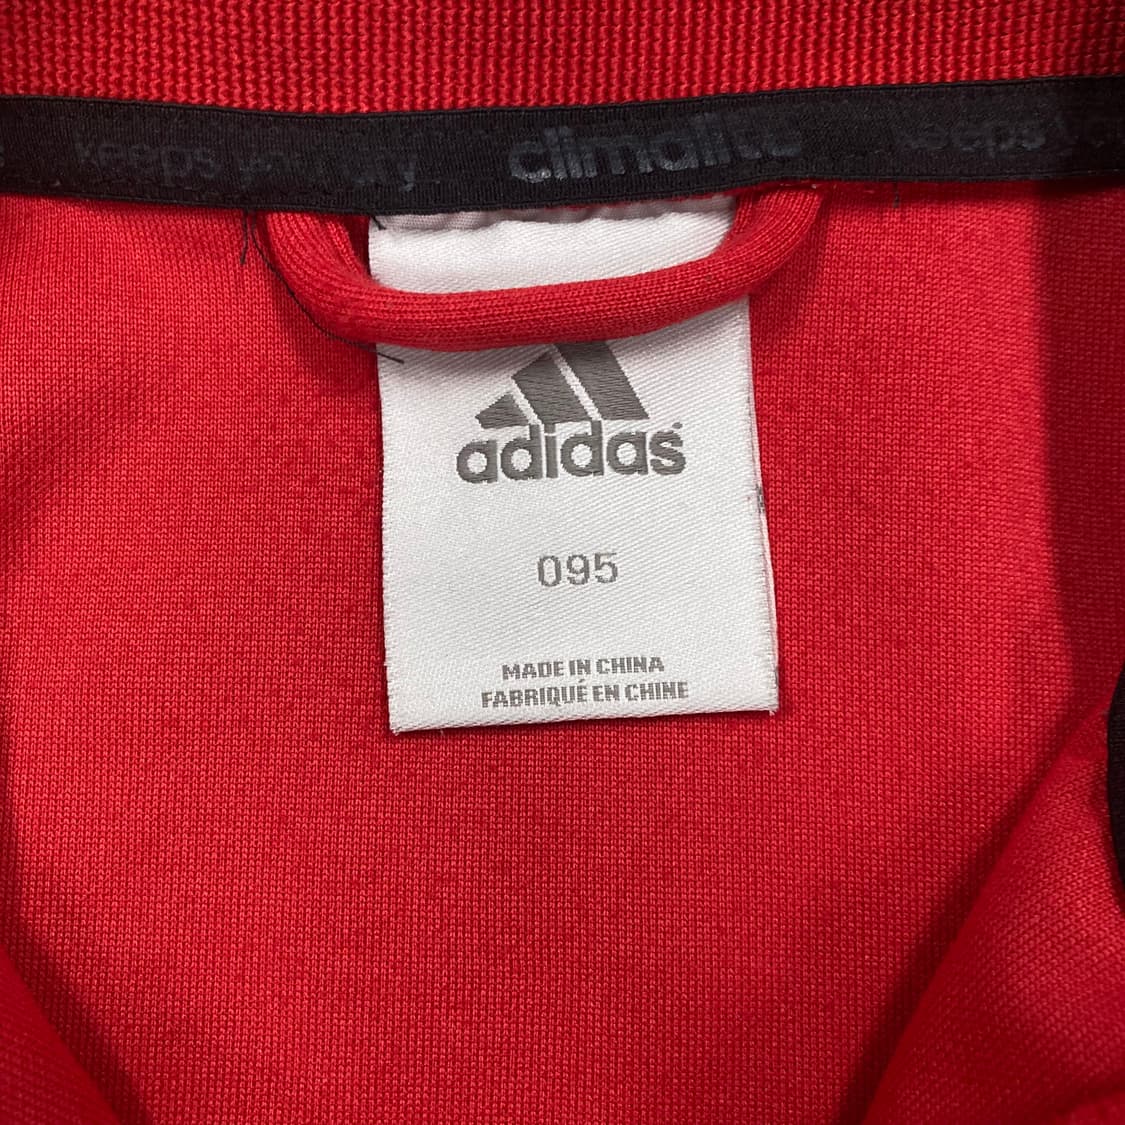 keeps you dry climalite keeps
adidas
095
MADE IN CHINA
FABRIQUÉ EN CHINE